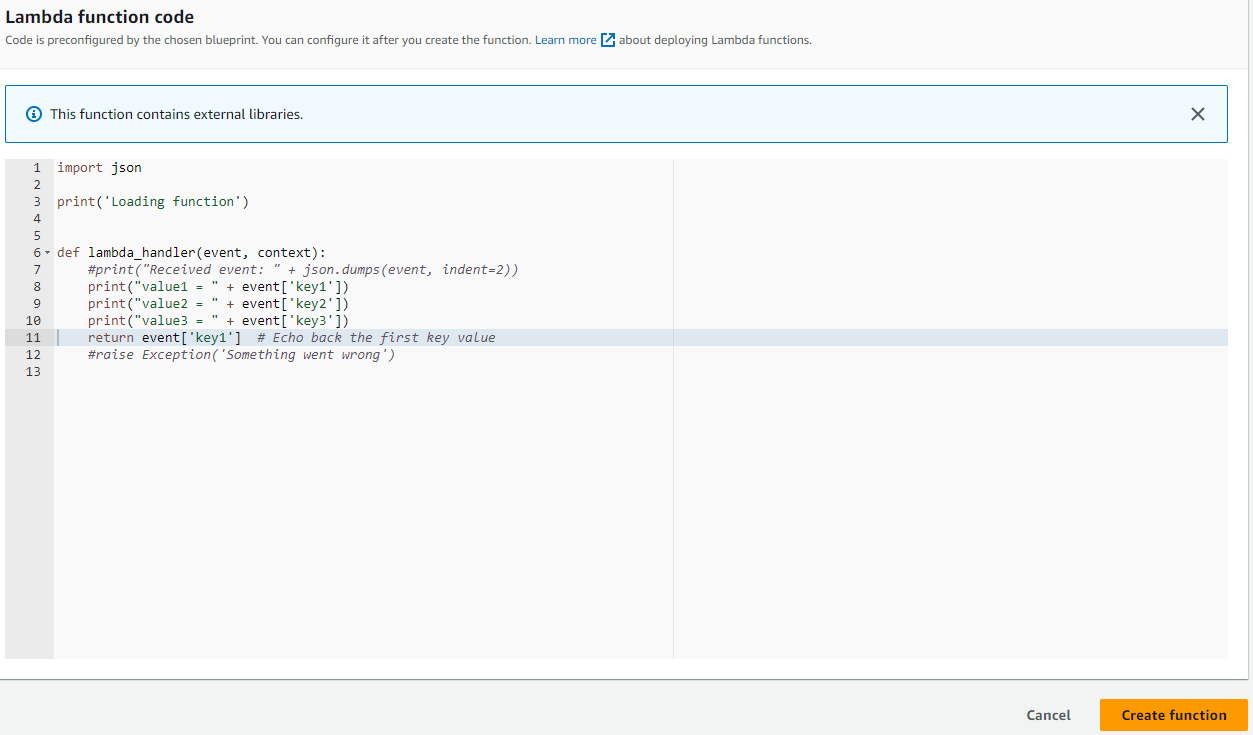 Lambda function code
Code is preconfigured by the chosen blueprint. You can configure it after you create the function. Learn more about deploying Lambda functions.
This function contains external libraries.
1 import json
2
3 print('Loading function')
4
5
6 def lambda_handler(event, context):
7     #print("Received event: " + json.dumps(event, indent=2))
8     print("value1 = " + event['key1'])
9     print("value2 = " + event['key2'])
10     print("value3 = " + event['key3'])
11     return event['key1']  # Echo back the first key value
12     #raise Exception('Something went wrong')
13
Cancel Create function